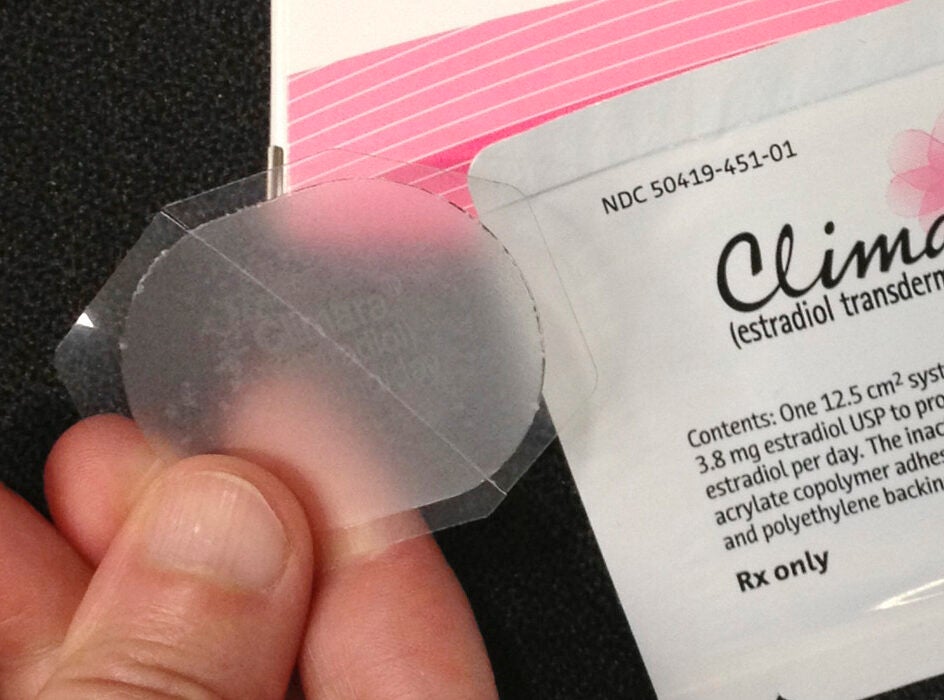 NDC 50419-451-01
Clima
(estradiol transderm
Contents: One 12.5 cm² syst
3.8 mg estradiol USP to pro
estradiol per day. The inac
acrylate copolymer adhes
and polyethylene backin
Rx only